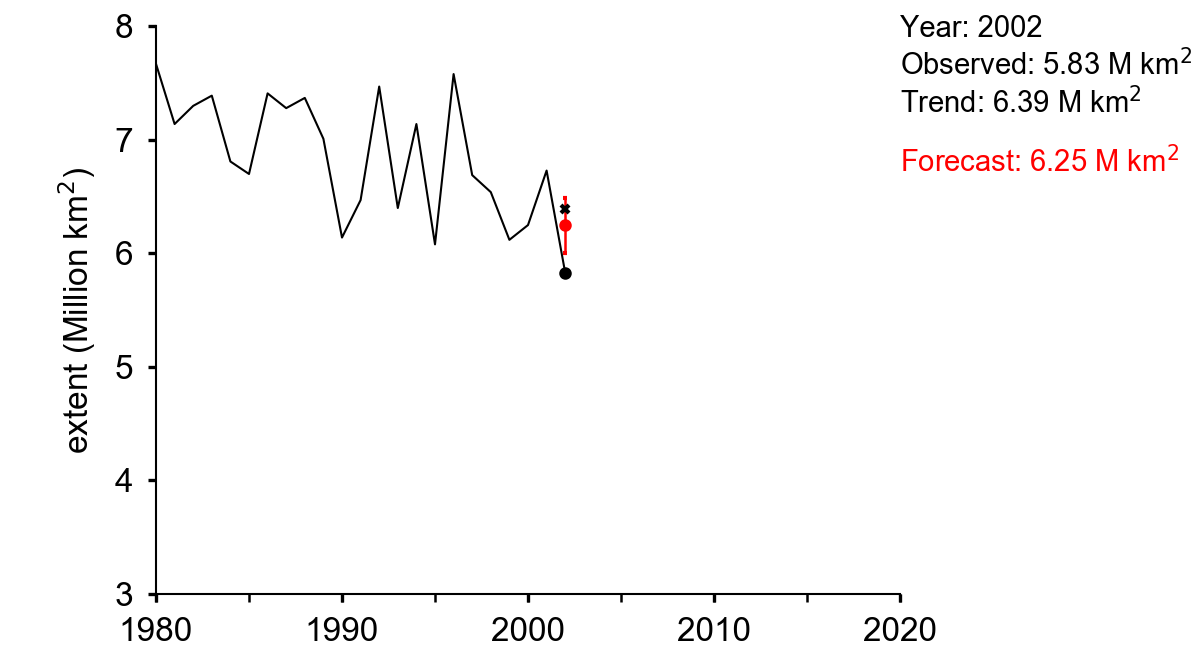 Year: 2002
Observed: 5.83 M km²
Trend: 6.39 M km²
Forecast: 6.25 M km²
extent (Million km²)
8
7
6
5
4
3
1980 1990 2000 2010 2020